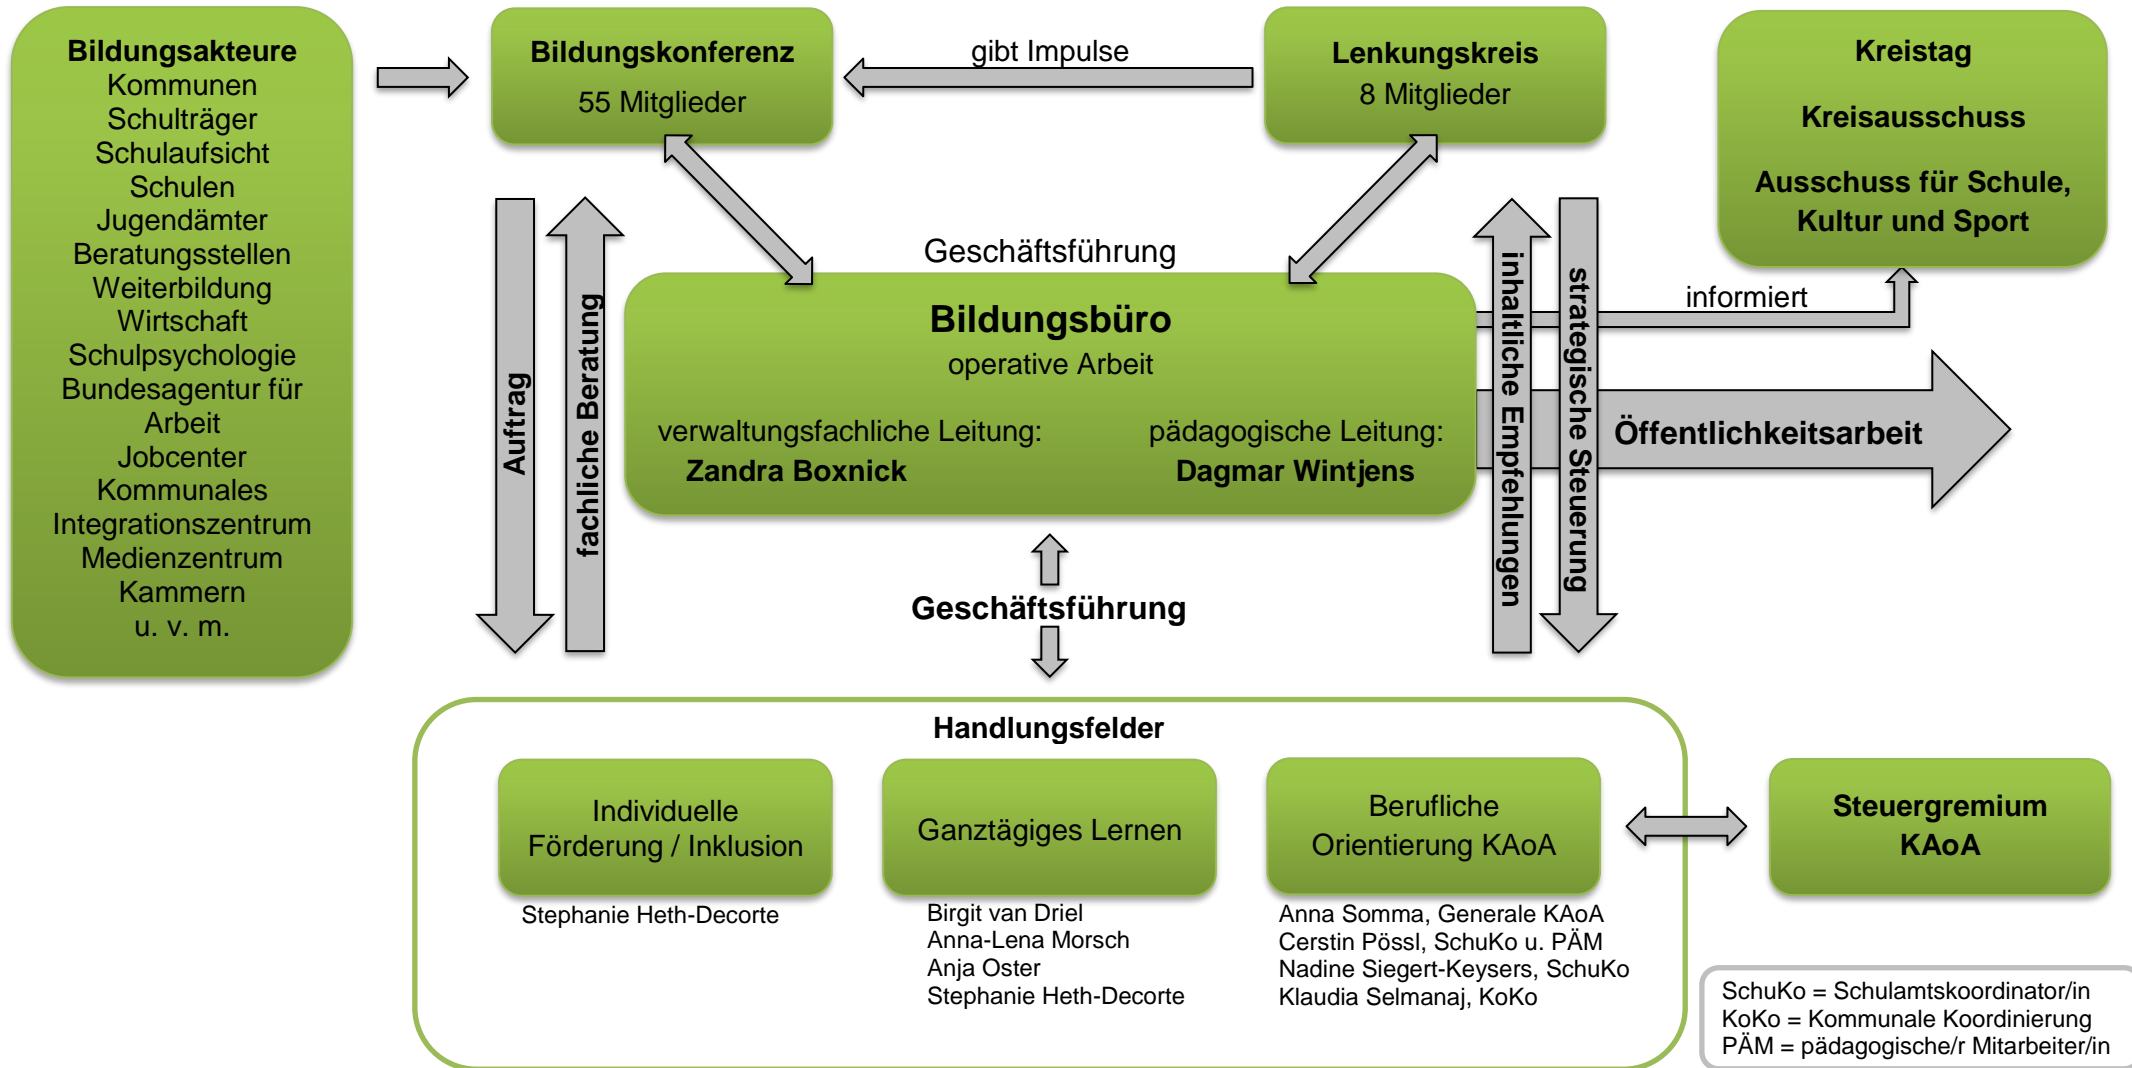 Bildungsakteure
Kommunen
Schulträger
Schulaufsicht
Schulen
Jugendämter
Beratungsstellen
Weiterbildung
Wirtschaft
Schulpsychologie
Bundesagentur für
Arbeit
Jobcenter
Kommunales
Integrationszentrum
Medienzentrum
Kammern
u. v. m.
Bildungskonferenz
55 Mitglieder
gibt Impulse
Lenkungskreis
8 Mitglieder
Kreistag
Kreisausschuss
Ausschuss für Schule,
Kultur und Sport
Auftrag
fachliche Beratung
Geschäftsführung
Bildungsbüro
operative Arbeit
verwaltungsfachliche Leitung:
Zandra Boxnick
pädagogische Leitung:
Dagmar Wintjens
inhaltliche Empfehlungen
strategische Steuerung
informiert
Öffentlichkeitsarbeit
Geschäftsführung
Handlungsfelder
Individuelle
Förderung / Inklusion
Stephanie Heth-Decorte
Ganztägiges Lernen
Birgit van Driel
Anna-Lena Morsch
Anja Oster
Stephanie Heth-Decorte
Berufliche
Orientierung KAoA
Anna Somma, Generale KAoA
Cerstin Pössl, SchuKo u. PÄM
Nadine Siegert-Keysers, SchuKo
Klaudia Selmanaj, KoKo
Steuergremium
KAoA
SchuKo = Schulamtskoordinator/in
KoKo = Kommunale Koordinierung
PÄM = pädagogische/r Mitarbeiter/in